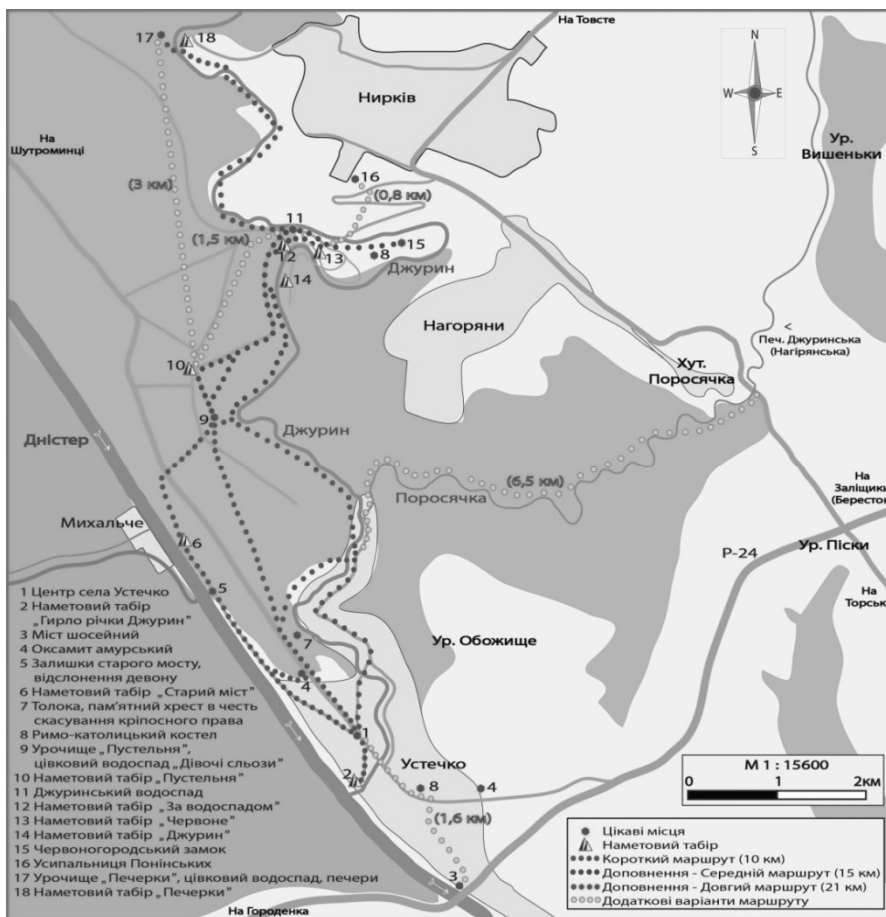 На Товсте
17
18
N
W
E
S
Нирків
На
Шутроминці
Ур.
Вишеньки
16
(3 км)
(0,8 км)
11
(1,5 км)
15
12
13
8
Джурин
14
Нагоряни
<
Печ. Джуринська
(Нагірянська)
Хут.
Поросячка
10
9
Джурин
Дністер
(6,5 км)
Поросячка
На
Заліщики
(Бересток
Михальче
Ур. Піски
6
Р-24
5
На
Торськ
1 Центр села Устечко
2 Наметовий табір
„Гирло річки Джурин"
3 Міст шосейний
4 Оксамит амурський
5 Залишки старого мосту,
відслонення девону
6 Наметовий табір „Старий міст"
7 Толока, пам'ятний хрест в честь
скасування кріпосного права
8 Римо-католицький костел
9 Урочище „Пустельня",
цівковий водоспад „Дівочі сльози"
10 Наметовий табір „Пустельня"
11 Джуринський водоспад
12 Наметовий табір „За водоспадом"
13 Наметовий табір „Червоне"
14 Наметовий табір „Джурин"
15 Червоногородський замок
16 Усипальниця Понінських
17 Урочище „Печерки", цівковий водоспад, печери
18 Наметовий табір „Печерки"
7
Ур. Обожище
4
1
Устечко
2
8
4
(1,6 км)
3
М 1 : 15600
0 1 2км
Цікаві місця
Наметовий табір
Короткий маршрут (10 км)
Доповнення - Середній маршрут (15 км)
Доповнення - Довгий маршрут (21 км)
Додаткові варіанти маршруту
На Городенка